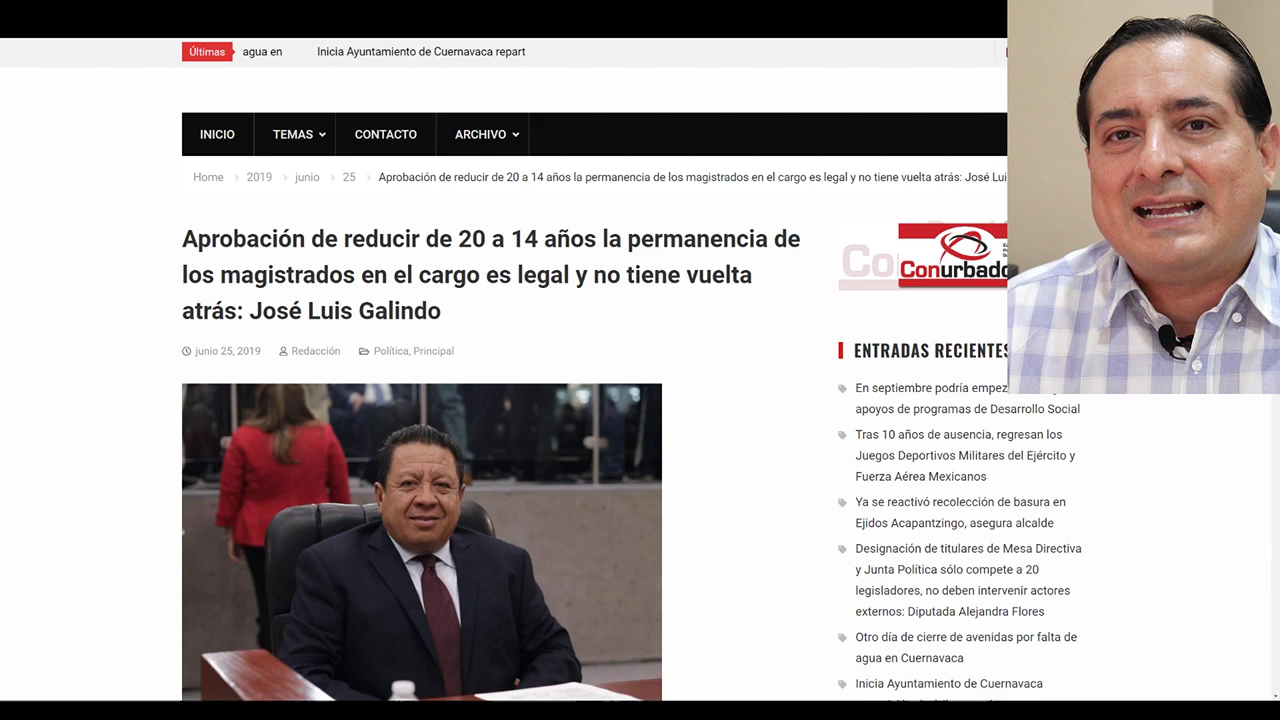 Últimas agua en Inicia Ayuntamiento de Cuernavaca repart
INICIO TEMAS CONTACTO ARCHIVO
Home 2019 junio 25 Aprobación de reducir de 20 a 14 años la permanencia de los magistrados en el cargo es legal y no tiene vuelta atrás: José Lui
Aprobación de reducir de 20 a 14 años la permanencia de
los magistrados en el cargo es legal y no tiene vuelta
atrás: José Luis Galindo
junio 25, 2019 Redacción Política, Principal
Conurbado
ENTRADAS RECIENTES
En septiembre podría empez
apoyos de programas de Desarrollo Social
Tras 10 años de ausencia, regresan los
Juegos Deportivos Militares del Ejército y
Fuerza Aérea Mexicanos
Ya se reactivó recolección de basura en
Ejidos Acapantzingo, asegura alcalde
Designación de titulares de Mesa Directiva
y Junta Política sólo compete a 20
legisladores, no deben intervenir actores
externos: Diputada Alejandra Flores
Otro día de cierre de avenidas por falta de
agua en Cuernavaca
Inicia Ayuntamiento de Cuernavaca